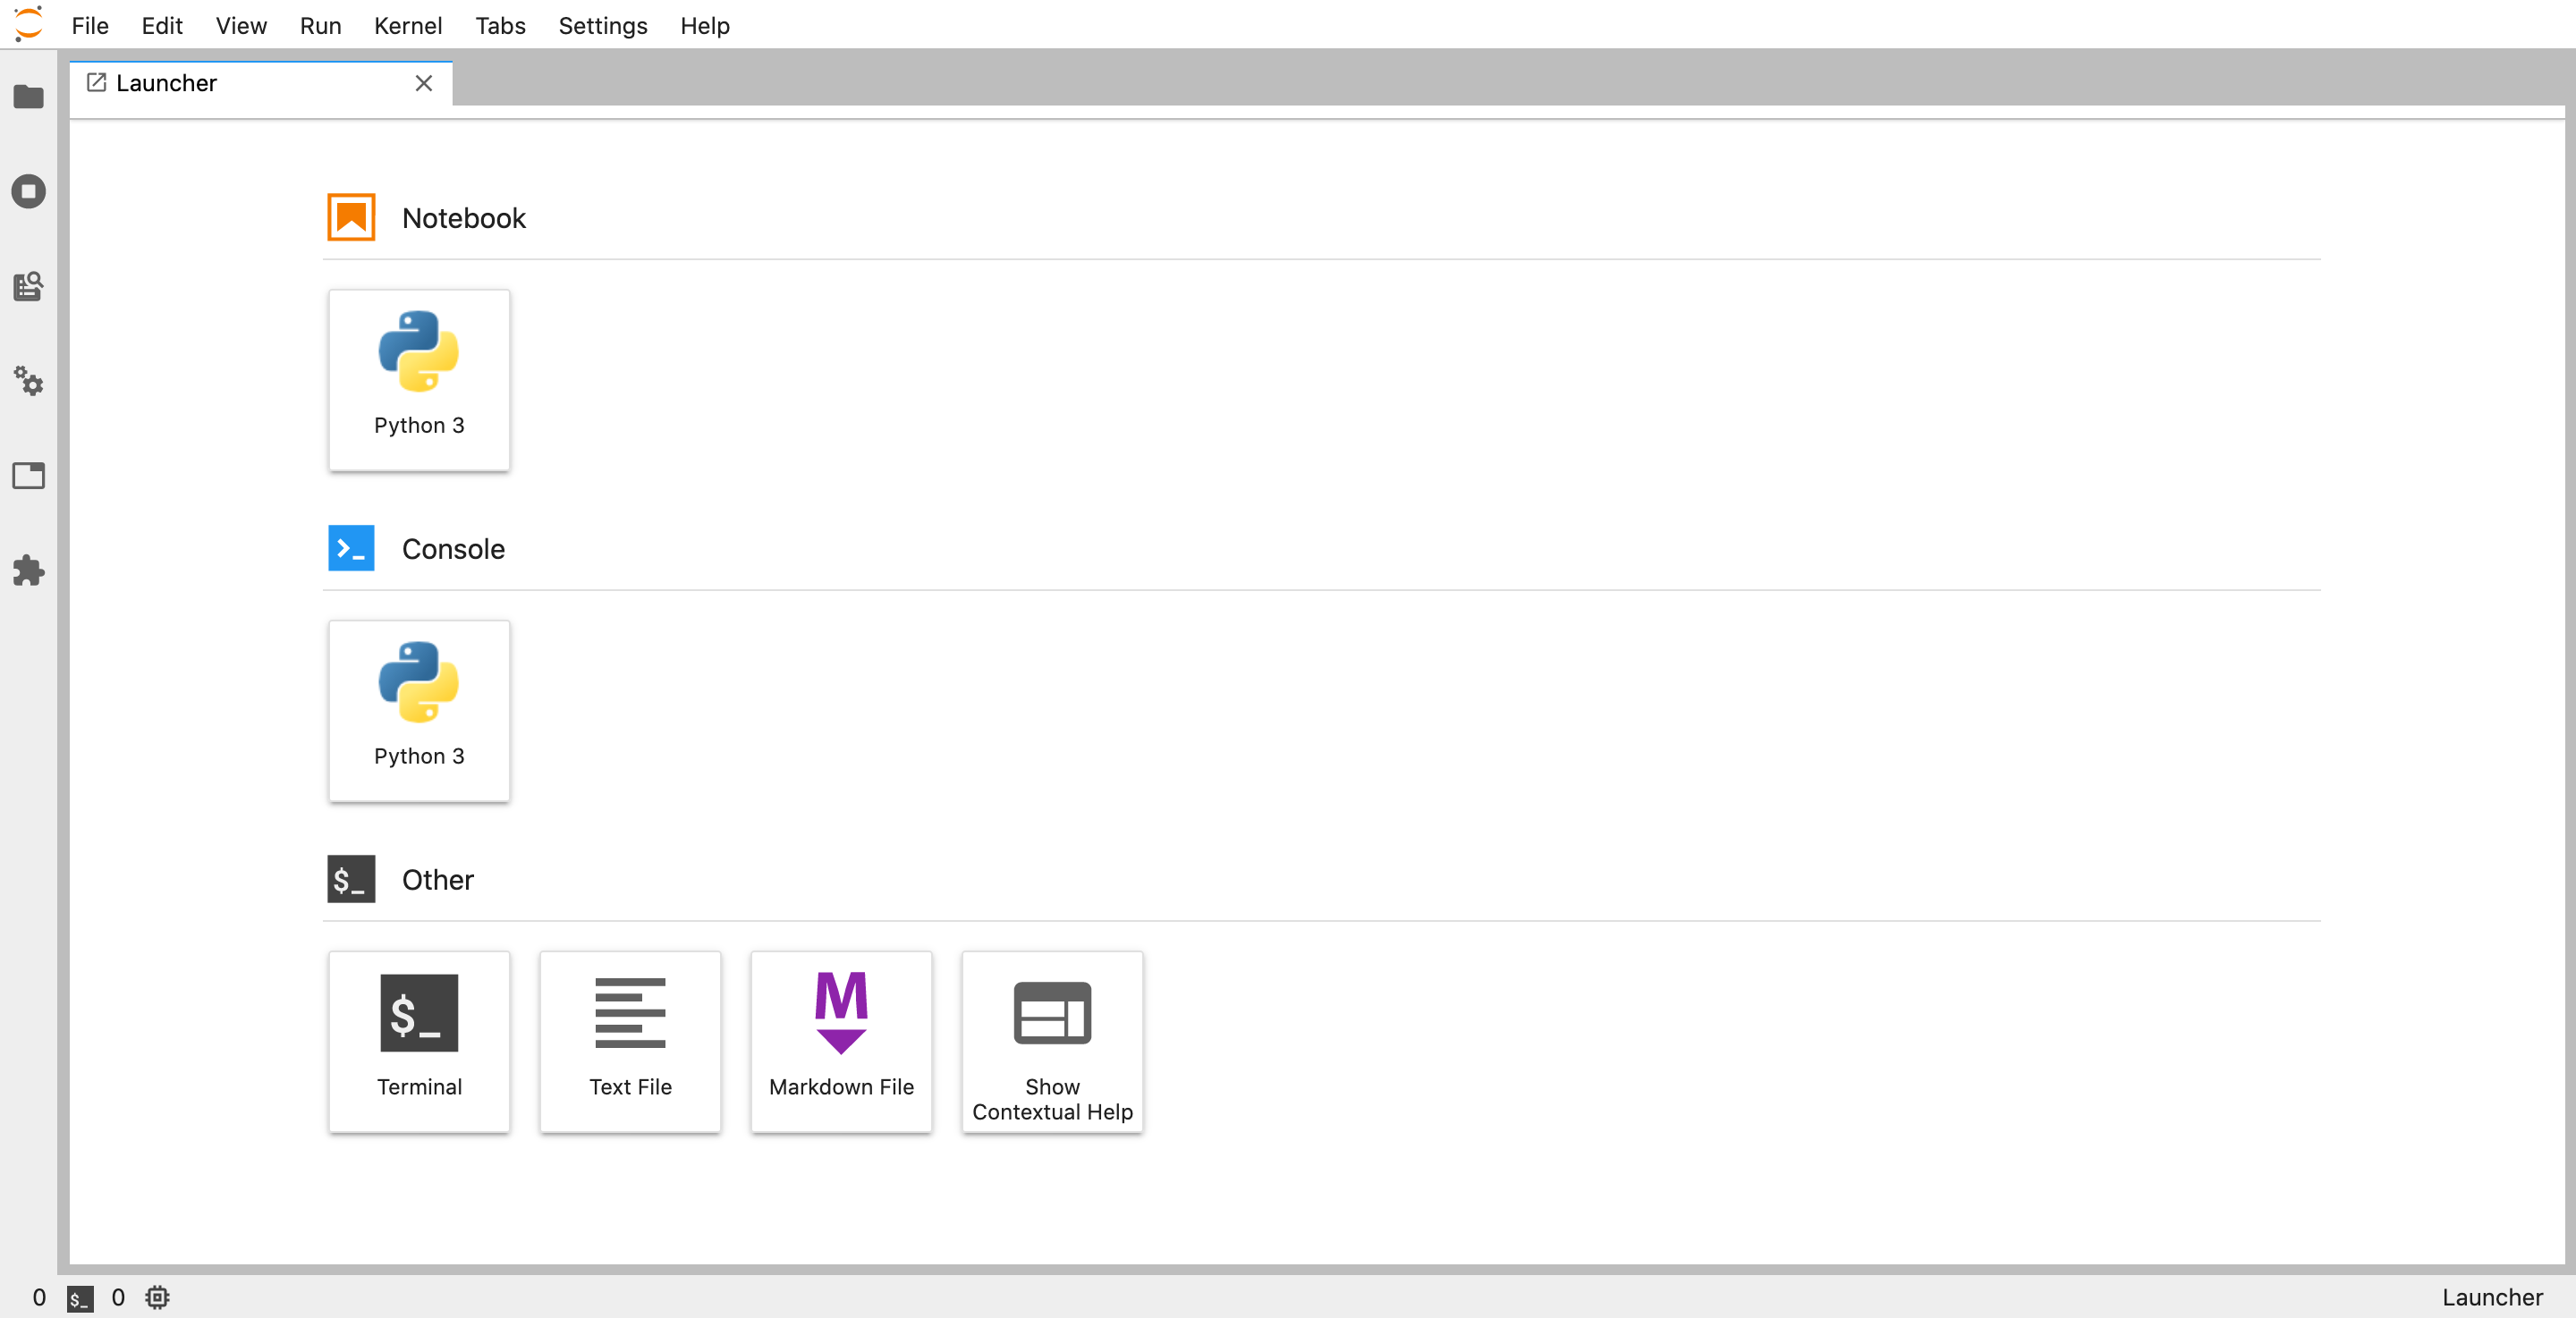 File Edit View Run Kernel Tabs Settings Help
Launcher
Notebook
Python 3
Console
>_
Python 3
$_ Other
$_
Terminal
Text File
M
Markdown File
Show
Contextual Help
0 $_ 0
Launcher